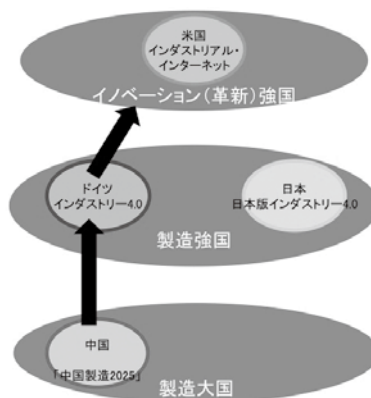 米国
インダストリアル・
インターネット
イノベーション(革新)強国
ドイツ
インダストリー4.0
日本
日本版インダストリー4.0
製造強国
中国
「中国製造2025」
製造大国